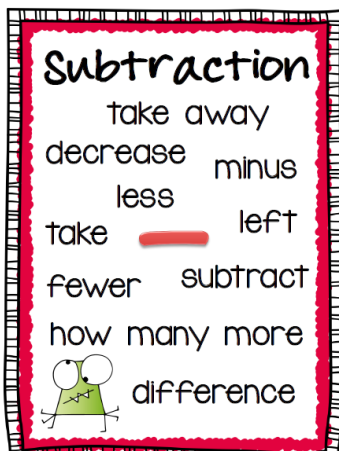 Subtraction
take away
decrease
minus
less
left
take
fewer
subtract
how many more
difference